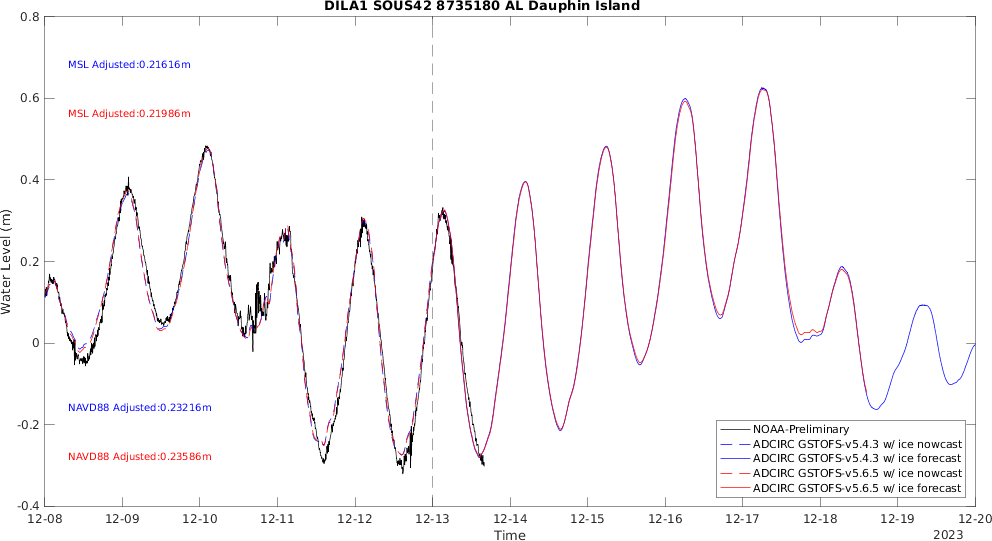 DILA1 SOUS42 8735180 AL Dauphin Island
0.8
0.6
0.4
0.2
0
-0.2
-0.4
Water Level (m)
MSL Adjusted:0.21616m
MSL Adjusted:0.21986m
NAVD88 Adjusted:0.23216m
NAVD88 Adjusted:0.23586m
NOAA-Preliminary
ADCIRC GSTOFS-v5.4.3 w/ ice nowcast
ADCIRC GSTOFS-v5.4.3 w/ ice forecast
ADCIRC GSTOFS-v5.6.5 w/ ice nowcast
ADCIRC GSTOFS-v5.6.5 w/ ice forecast
12-08 12-09 12-10 12-11 12-12 12-13 12-14 12-15 12-16 12-17 12-18 12-19 12-20
Time
2023